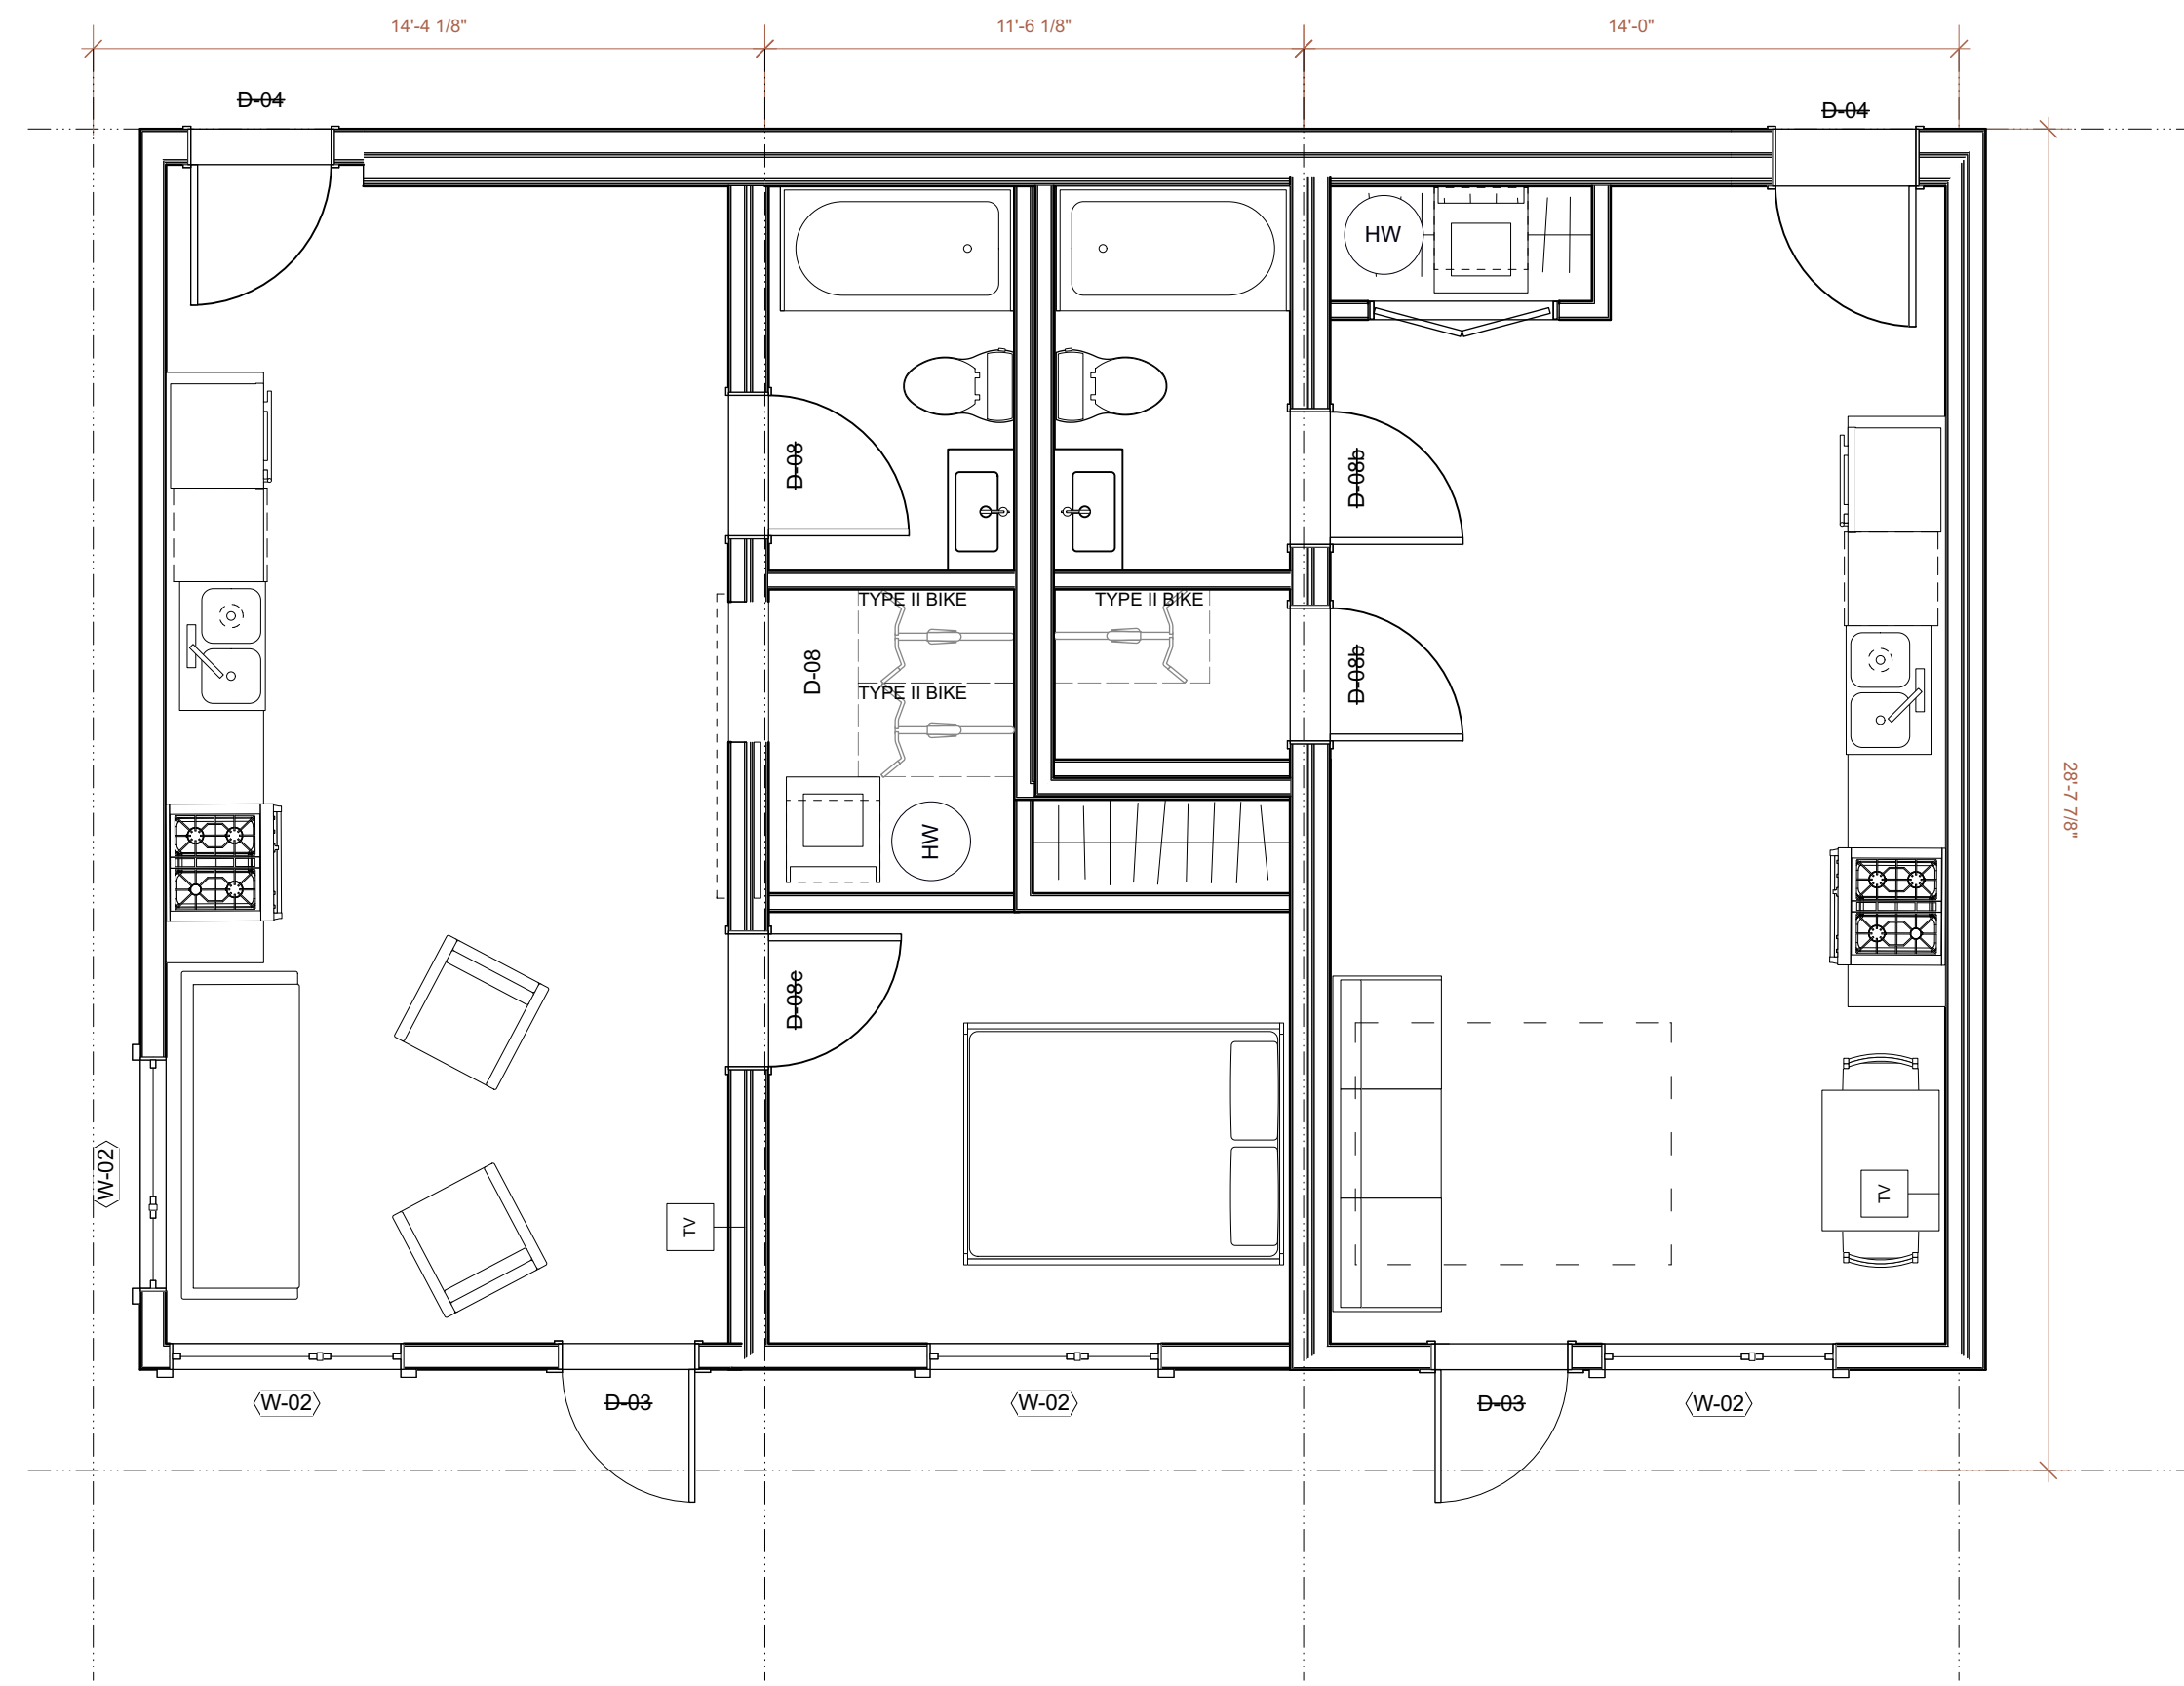 14'-4 1/8"
11'-6 1/8"
14'-0"
D-04
D-04
HW
D-08
D-08b
TYPE II BIKE
TYPE II BIKE
D-08
D-08b
TYPE II BIKE
28'-7 7/8"
HW
D-08e
W-02
TV
TV
W-02
D-03
W-02
D-03
W-02